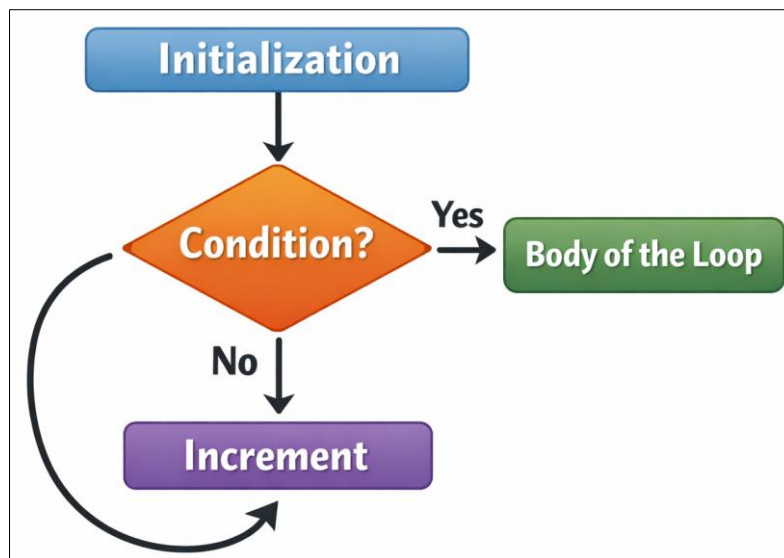 Initialization
Condition?
Yes
Body of the Loop
No
Increment